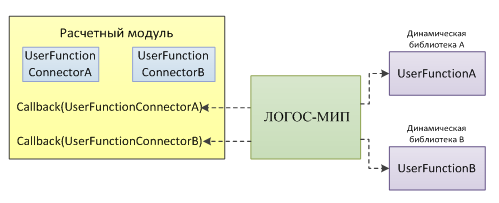 Расчетный модуль
UserFunction
ConnectorA
UserFunction
ConnectorB
Callback(UserFunctionConnectorA)
Callback(UserFunctionConnectorB)
ЛОГОС-МИП
Динамическая
библиотека А
UserFunctionA
Динамическая
библиотека В
UserFunctionB